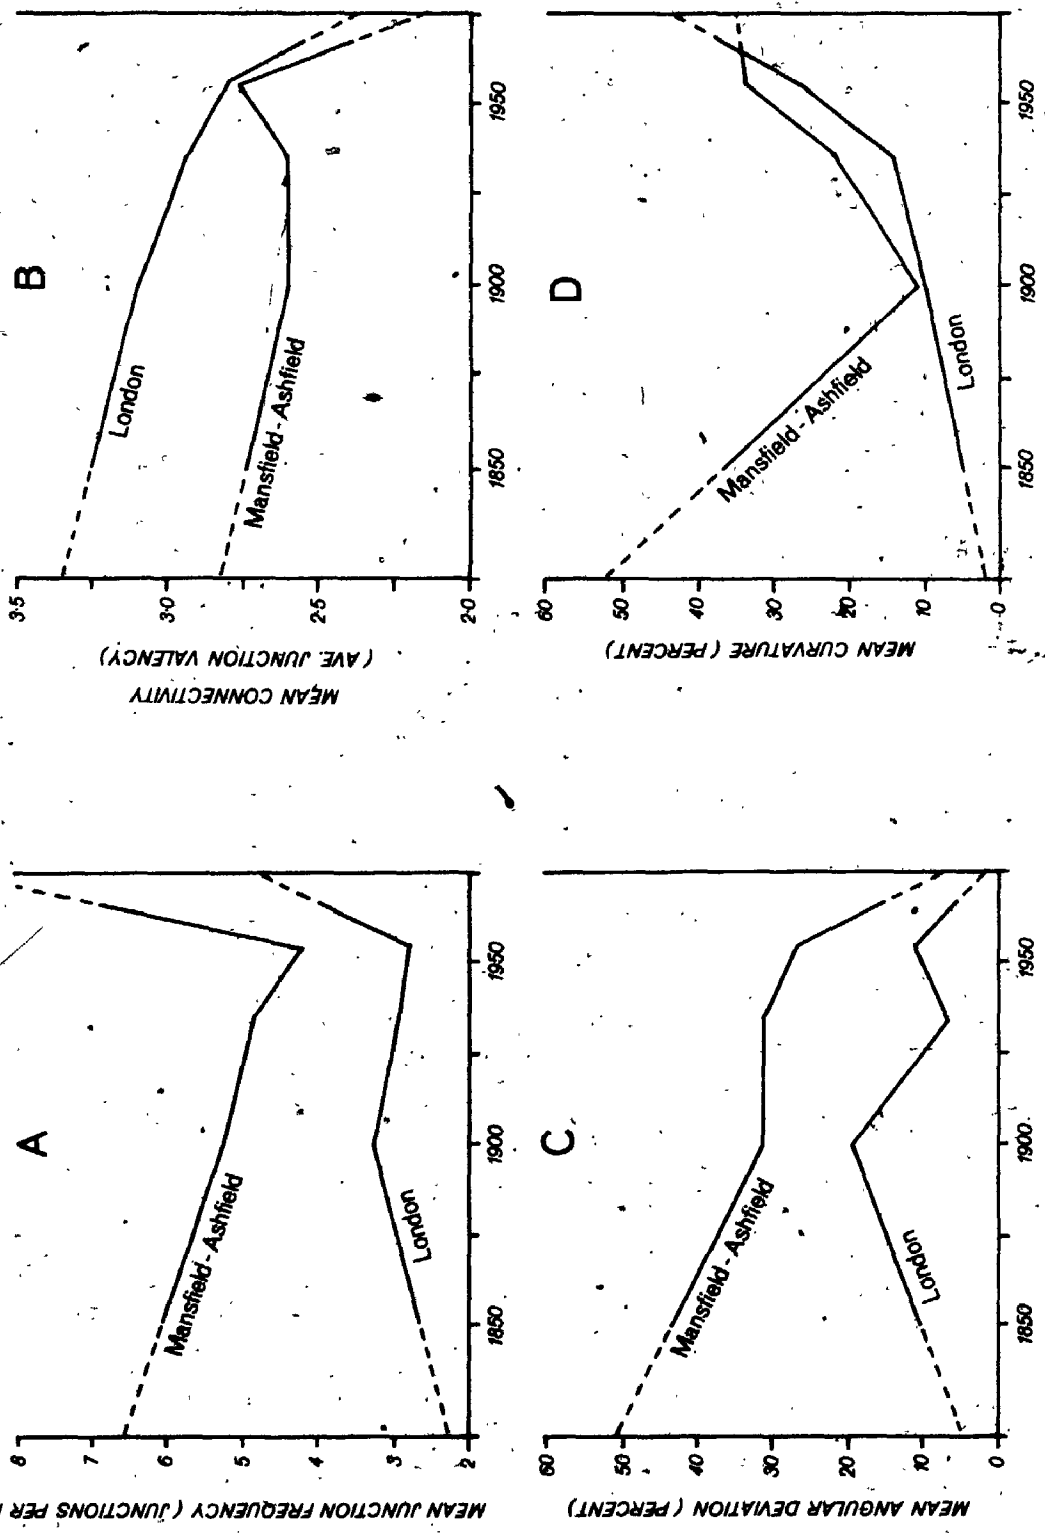 A
8
7
6
5
4
3
2
MEAN JUNCTION FREQUENCY ( JUNCTIONS PER
Mansfield - Ashfield
London
1850
1900
1950
B
3·5
3·0
2·5
2·0
MEAN CONNECTIVITY
( AVE. JUNCTION VALENCY)
London
Mansfield - Ashfield
1850
1900
1950
C
60
50
40
30
20
10
0
MEAN ANGULAR DEVIATION ( PERCENT)
Mansfield - Ashfield
London
1850
1900
1950
D
60
50
40
30
20
10
0
MEAN CURVATURE ( PERCENT)
Mansfield - Ashfield
London
1850
1900
1950